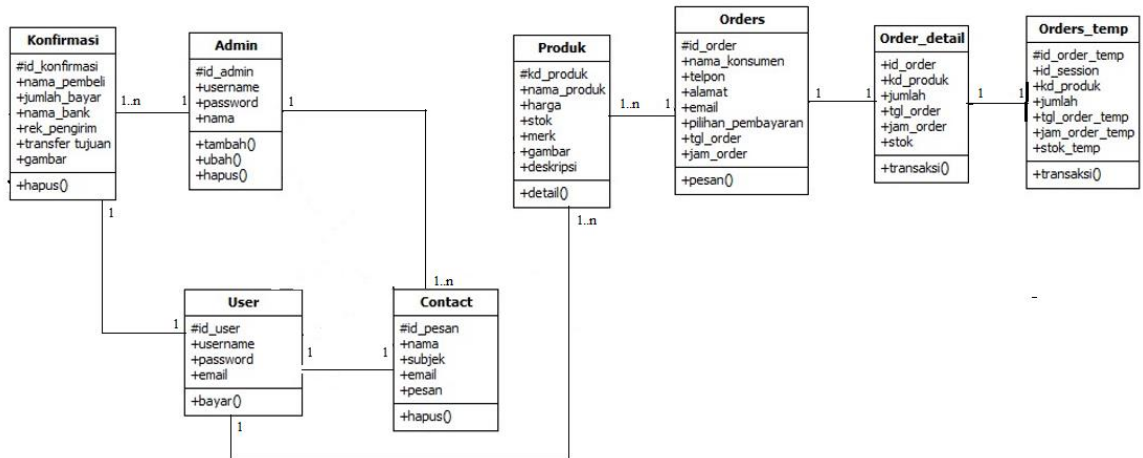 Konfirmasi
#id_konfirmasi
+nama_pembeli
+jumlah_bayar
+nama_bank
+rek_pengirim
+transfer tujuan
+gambar
+hapus()
1..n
1
Admin
#id_admin
+username
+password
+nama
+tambah()
+ubah()
+hapus()
1
1..n
Produk
#kd_produk
+nama_produk
+harga
+stok
+merk
+gambar
+deskripsi
+detail()
1..n
1
Orders
#id_order
+nama_konsumen
+telpon
+alamat
+email
+pilihan_pembayaran
+tgl_order
+jam_order
+pesan()
1
1
Order_detail
+id_order
+kd_produk
+jumlah
+tgl_order
+jam_order
+stok
+transaksi()
1
1
Orders_temp
#id_order_temp
+id_session
+kd_produk
+jumlah
+tgl_order_temp
+jam_order_temp
+stok_temp
+transaksi()
1
1
User
#id_user
+username
+password
+email
+bayar()
1
1
1
Contact
#id_pesan
+nama
+subjek
+email
+pesan
+hapus()
1..n